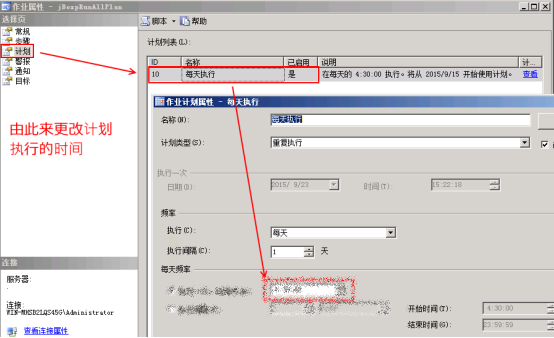 作业属性 - jBezpRunAllPlan
选择页
常规
步骤
计划
警报
通知
目标
脚本
帮助
计划列表(L):
ID 名称 已启用 说明 计...
10 每天执行 是 在每天的 4:30:00 执行。将从 2015/9/15 开始使用计划。 查看
由此来更改计划
执行的时间
作业计划属性 - 每天执行
名称(N): 每天执行
计划类型(S): 重复执行
执行一次
日期(D): 2015/ 9/23 时间(T): 15:22:18
频率
执行(C): 每天
执行间隔(C): 1 天
每天频率
开始时间(T): 4:30:00
结束时间(G): 23:59:59
连接
服务器:
.
连接:
WIN-MHSB2LQS45G\Administrator
查看连接属性